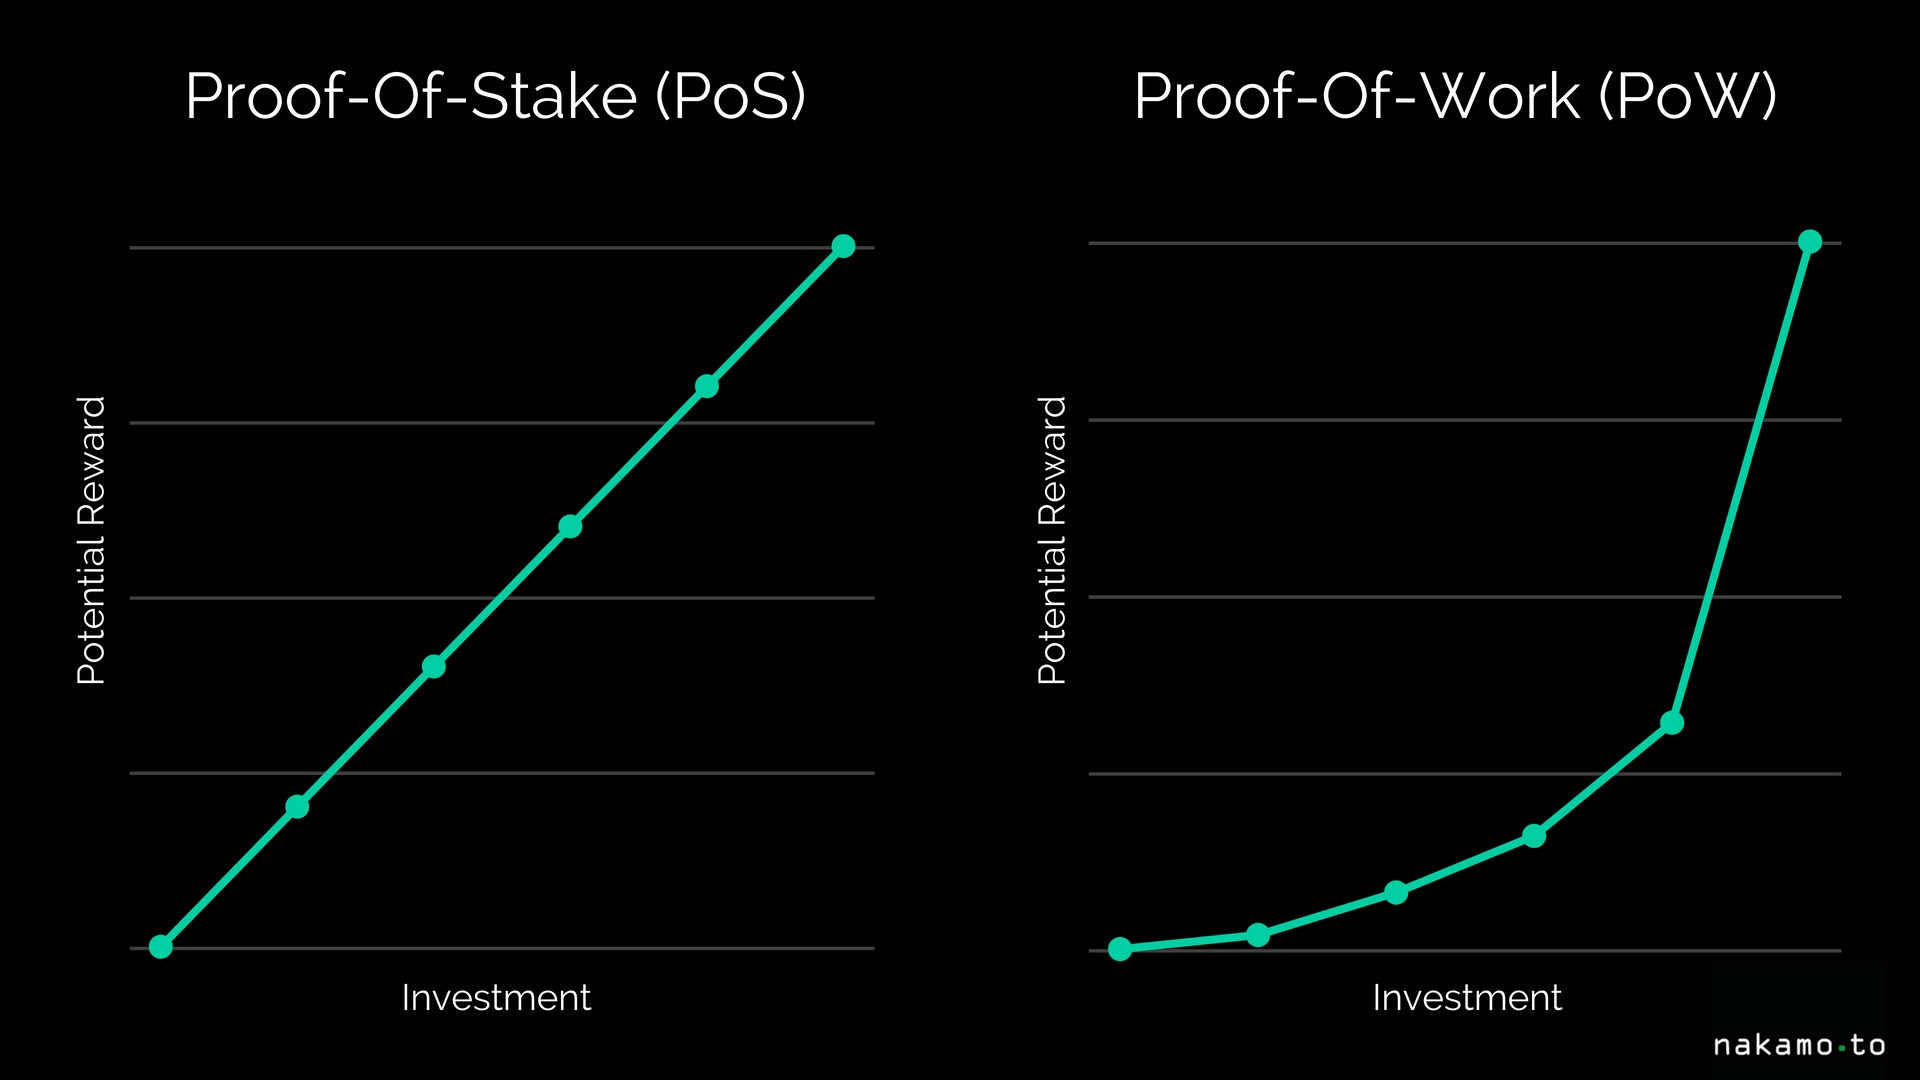 Proof-Of-Stake (PoS)
Potential Reward
Investment
Proof-Of-Work (PoW)
Potential Reward
Investment
nakamo.to